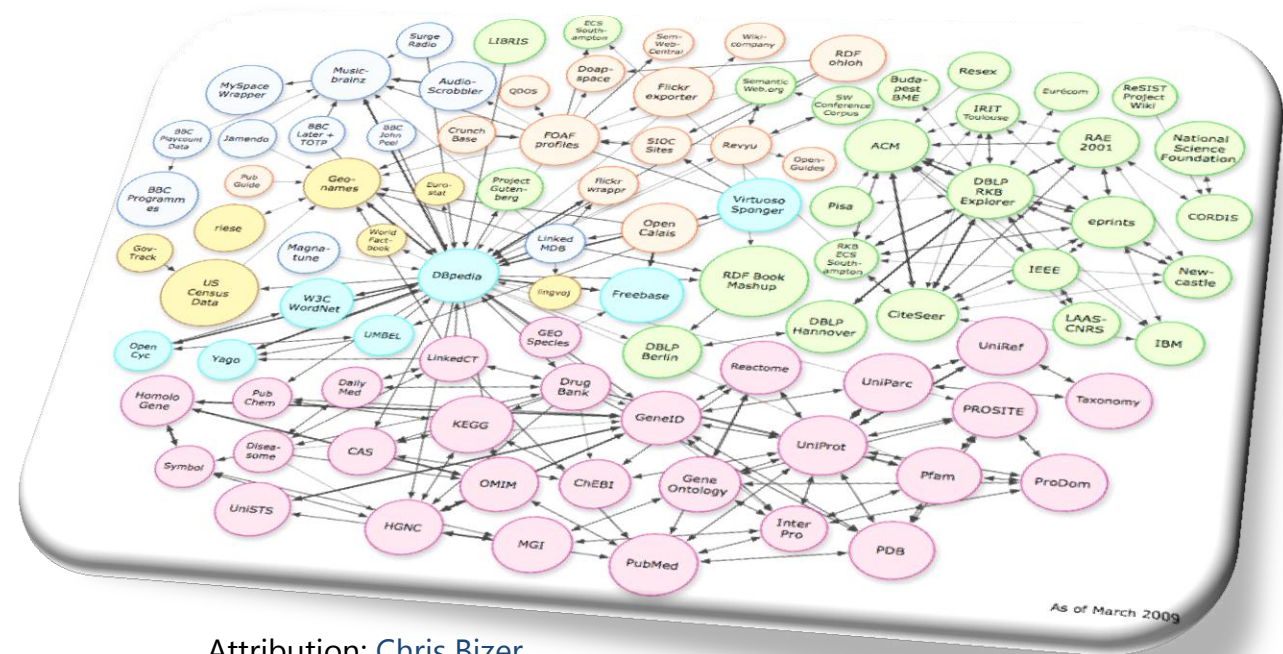 ECS
South-
ampton
Surge
Radio
LIBRIS
Sem-
Web-
Central
Wiki-
company
RDF
ohloh
Music-
brainz
Audio-
Scrobbler
Doap-
space
Flickr
exporter
Semantic
Web.org
Buda-
pest
BME
Resex
MySpace
Wrapper
QDOS
SW
Conference
Corpus
IRIT
Toulouse
Eurécom
ReSIST
Project
Wiki
BBC
Playcount
Data
Jamendo
BBC
Later +
TOTP
BBC
John
Peel
Crunch
Base
FOAF
profiles
SIOC
Sites
Revyu
ACM
RAE
2001
National
Science
Foundation
Open-
Guides
BBC
Programm
es
Pub
Guide
Geo-
names
Euro-
stat
Project
Guten-
berg
flickr
wrappr
Virtuoso
Sponger
Pisa
DBLP
RKB
Explorer
eprints
CORDIS
riese
World
Fact-
book
Open
Calais
Linked
MDB
RKB
ECS
South-
ampton
Gov-
Track
Magna-
tune
DBpedia
RDF Book
Mashup
IEEE
New-
castle
US
Census
Data
W3C
WordNet
lingvoj
Freebase
CiteSeer
LAAS-
CNRS
IBM
DBLP
Hannover
Open
Cyc
Yago
UMBEL
GEO
Species
DBLP
Berlin
UniRef
LinkedCT
Reactome
UniParc
Taxonomy
Homolo
Gene
Pub
Chem
Daily
Med
Drug
Bank
GeneID
PROSITE
KEGG
UniProt
Symbol
Disea-
some
CAS
Pfam
ProDom
OMIM
ChEBI
Gene
Ontology
UniSTS
HGNC
MGI
Inter
Pro
PubMed
PDB
As of March 2009
Attribution: Chris Bizer